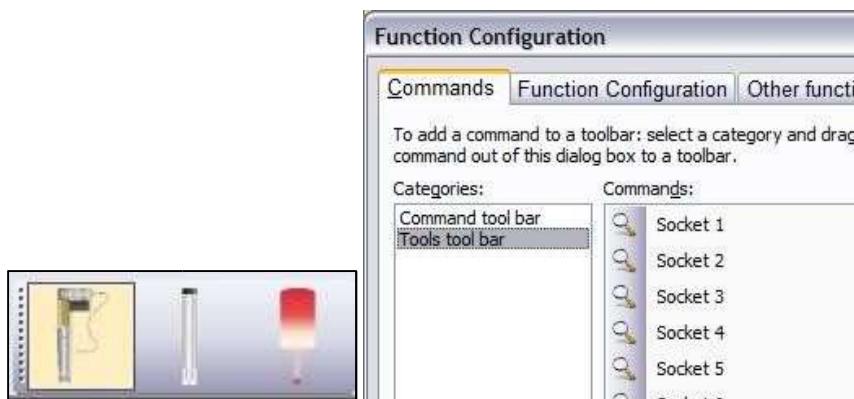 Function Configuration
Commands Function Configuration Other functi
To add a command to a toolbar: select a category and drag
command out of this dialog box to a toolbar.
Categories: Commands:
Command tool bar
Tools tool bar
Socket 1
Socket 2
Socket 3
Socket 4
Socket 5